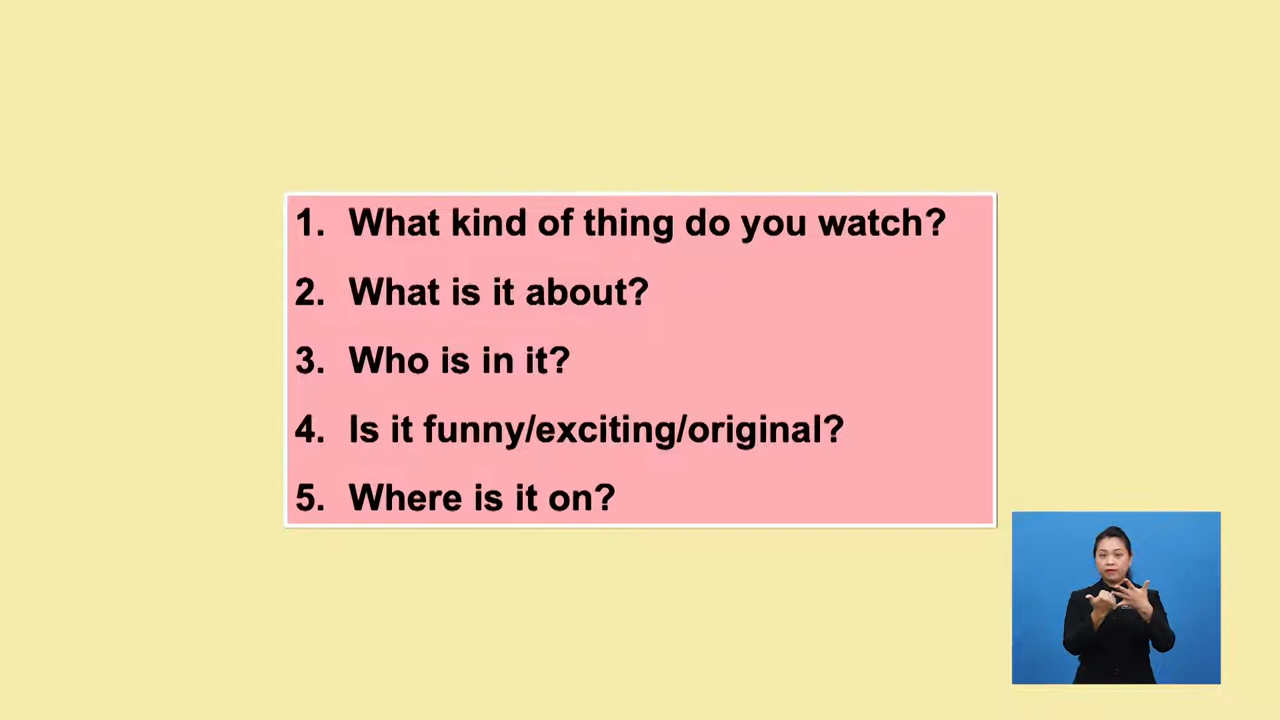 1. What kind of thing do you watch?
2. What is it about?
3. Who is in it?
4. Is it funny/exciting/original?
5. Where is it on?